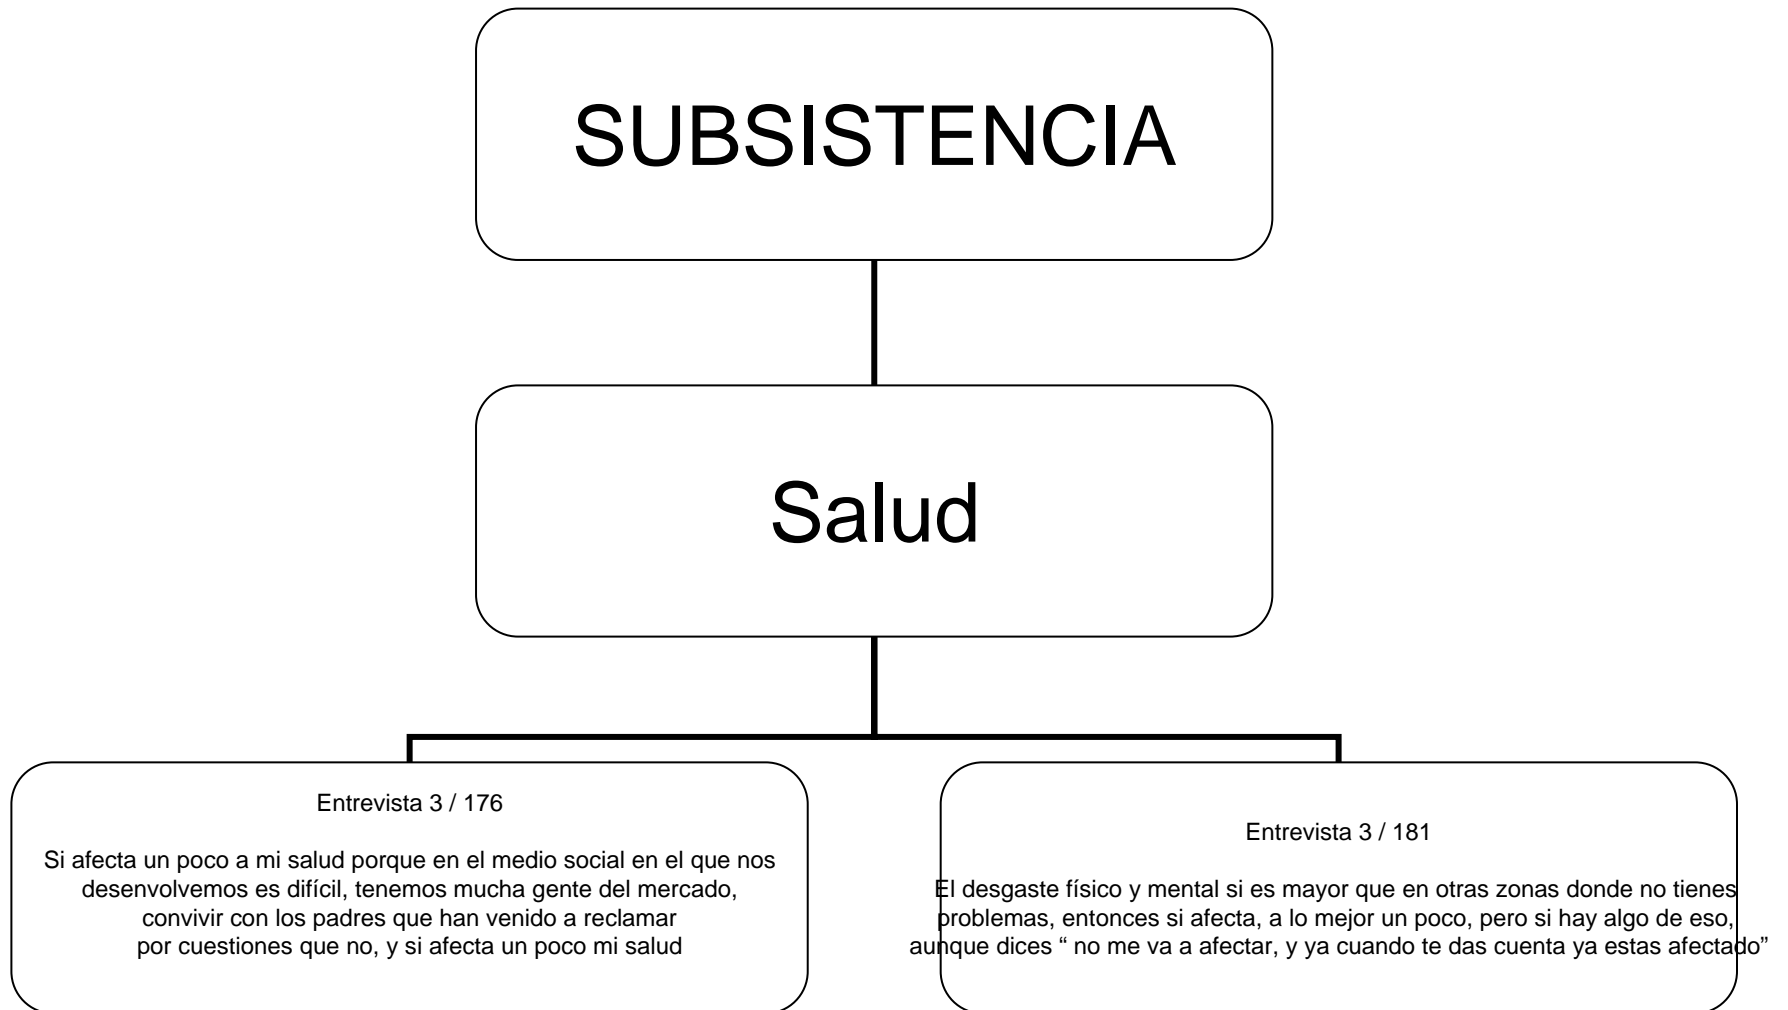 SUBSISTENCIA
Salud
Entrevista 3 / 176
Si afecta un poco a mi salud porque en el medio social en el que nos
desenvolvemos es difícil, tenemos mucha gente del mercado,
convivir con los padres que han venido a reclamar
por cuestiones que no, y si afecta un poco mi salud
Entrevista 3 / 181
El desgaste físico y mental si es mayor que en otras zonas donde no tienes
problemas, entonces si afecta, a lo mejor un poco, pero si hay algo de eso,
aunque dices “ no me va a afectar, y ya cuando te das cuenta ya estas afectado”